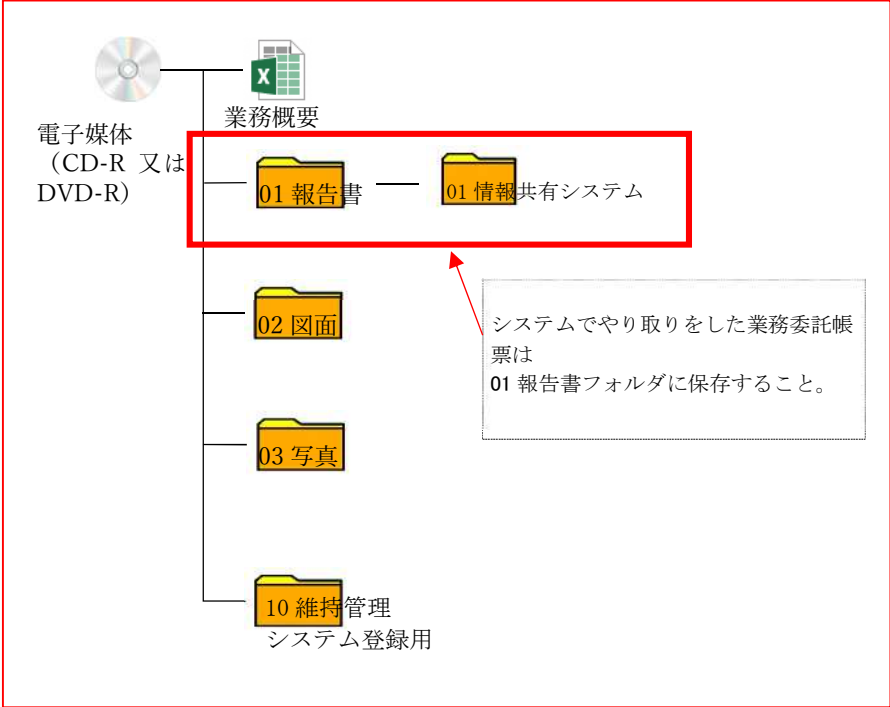 業務概要
電子媒体
（CD-R 又は
DVD-R）
01 報告書
01 情報共有システム
02 図面
システムでやり取りをした業務委託帳
票は
01 報告書フォルダに保存すること。
03 写真
10 維持管理
システム登録用